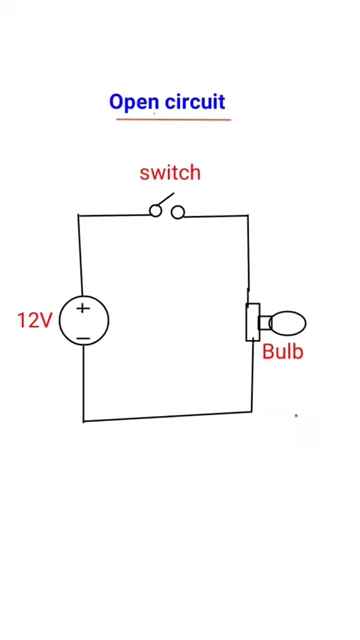 Open circuit
switch
+
12V
−
Bulb